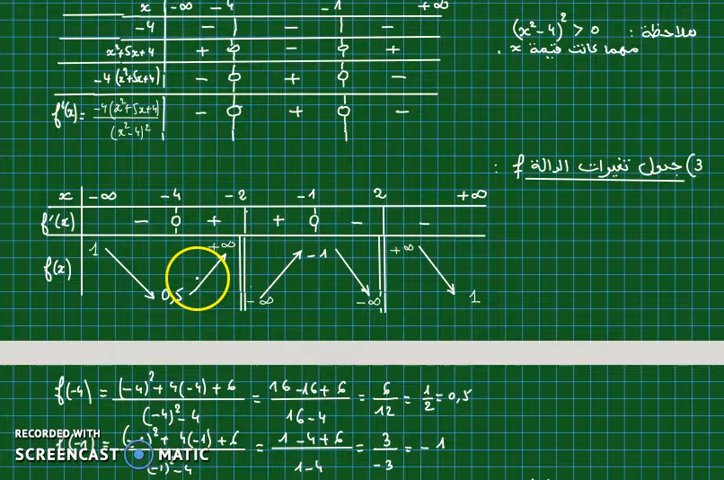 x -∞ -4 -1 +∞
-4 - - -
x²+5x+4 + 0 - 0 +
-4(x²+5x+4) - 0 + 0 -
f'(x)= -4(x²+5x+4)/(x²-4)² - 0 + 0 -
ملاحظة : (x²-4)² > 0
مهما كانت قيمة x .
3) جدول تغيرات الدالة f :
x -∞ -4 -2 -1 2 +∞
f'(x) - 0 + + 0 - -
f(x) 1 0,5 +∞ -∞ -1 -∞ +∞ 1
f(-4) = ((-4)²+4(-4)+6)/((-4)²-4) = (16-16+6)/(16-4) = 6/12 = 1/2 = 0,5
f(-1) = ((-1)²+4(-1)+6)/((-1)²-4) = (1-4+6)/(1-4) = 3/-3 = -1
RECORDED WITH
SCREENCAST MATIC